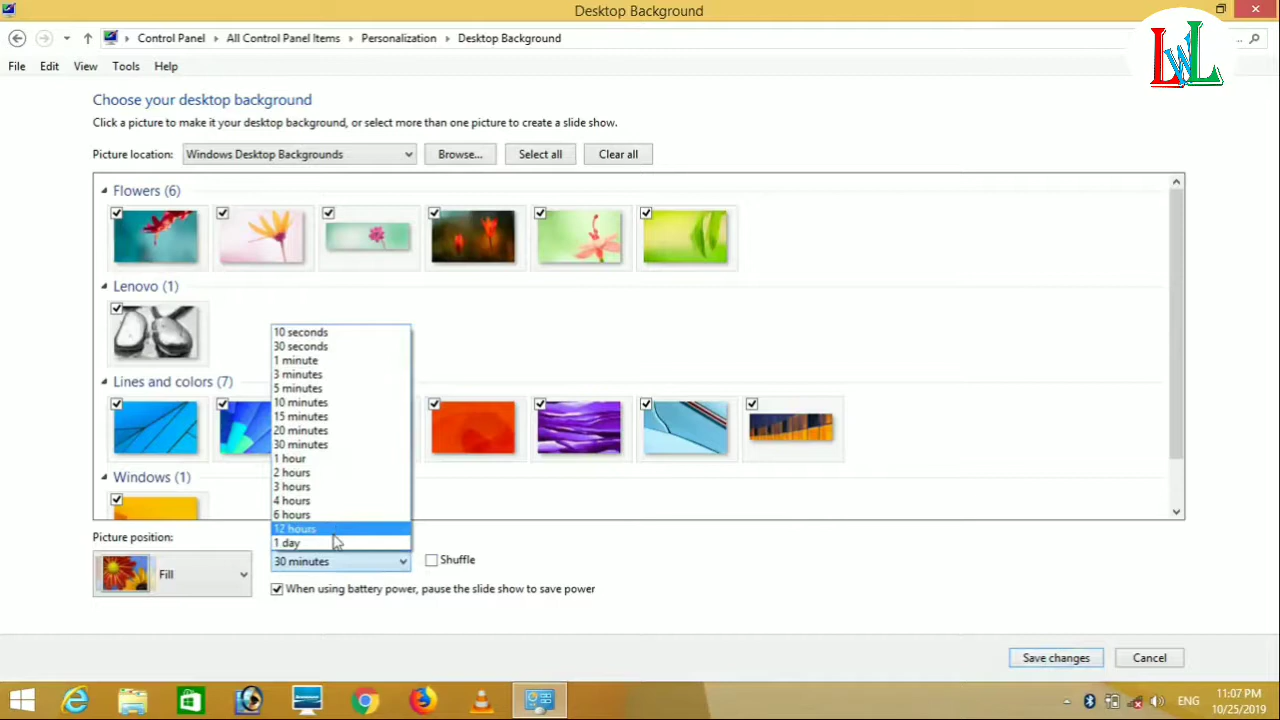 Desktop Background
Control Panel All Control Panel Items Personalization Desktop Background ...
LWL
File Edit View Tools Help
Choose your desktop background
Click a picture to make it your desktop background, or select more than one picture to create a slide show.
Picture location: Windows Desktop Backgrounds Browse... Select all Clear all
Flowers (6)
Lenovo (1)
10 seconds
30 seconds
1 minute
3 minutes
5 minutes
Lines and colors (7)
10 minutes
15 minutes
20 minutes
30 minutes
1 hour
2 hours
Windows (1)
3 hours
4 hours
6 hours
12 hours
1 day
Picture position:
Fill
30 minutes
Shuffle
When using battery power, pause the slide show to save power
Save changes Cancel
ENG
11:07 PM
10/25/2019